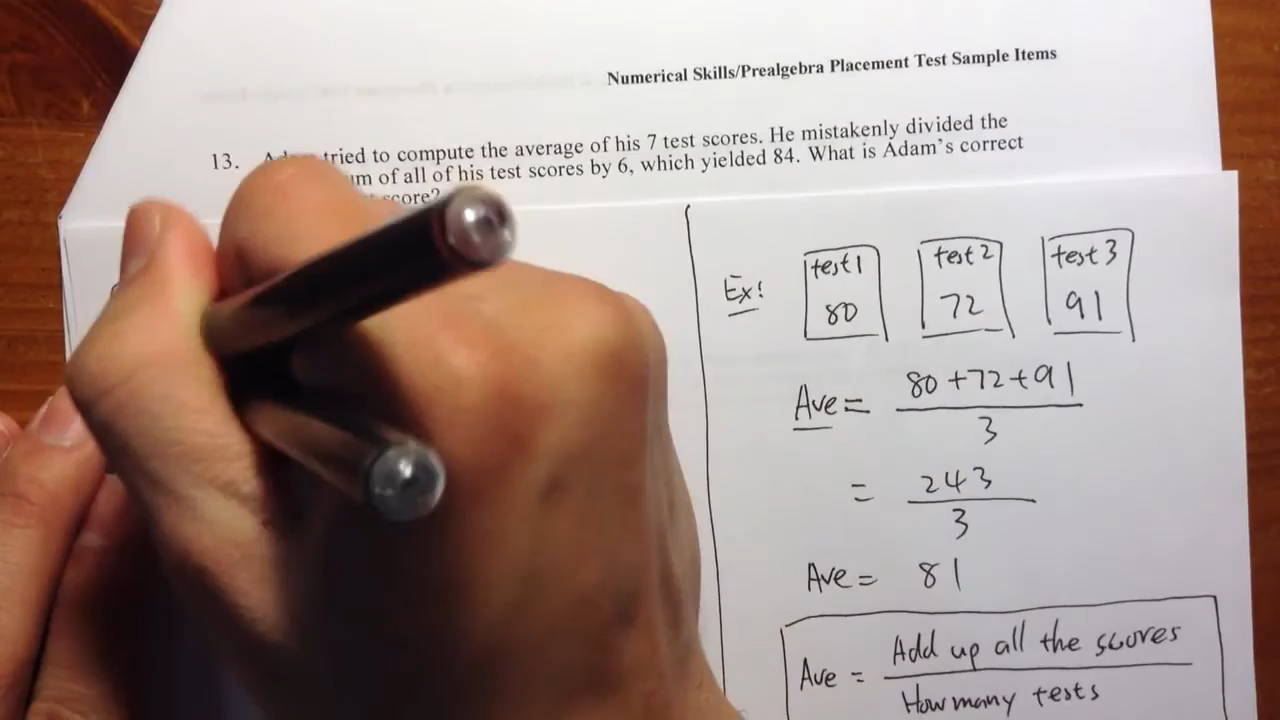 Numerical Skills/Prealgebra Placement Test Sample Items
13. tried to compute the average of his 7 test scores. He mistakenly divided the
of all of his test scores by 6, which yielded 84. What is Adam's correct
score?
Ex:
test 1
80
test 2
72
test 3
91
Ave = 80 + 72 + 91
3
= 243
3
Ave = 81
Ave = Add up all the scores
How many tests